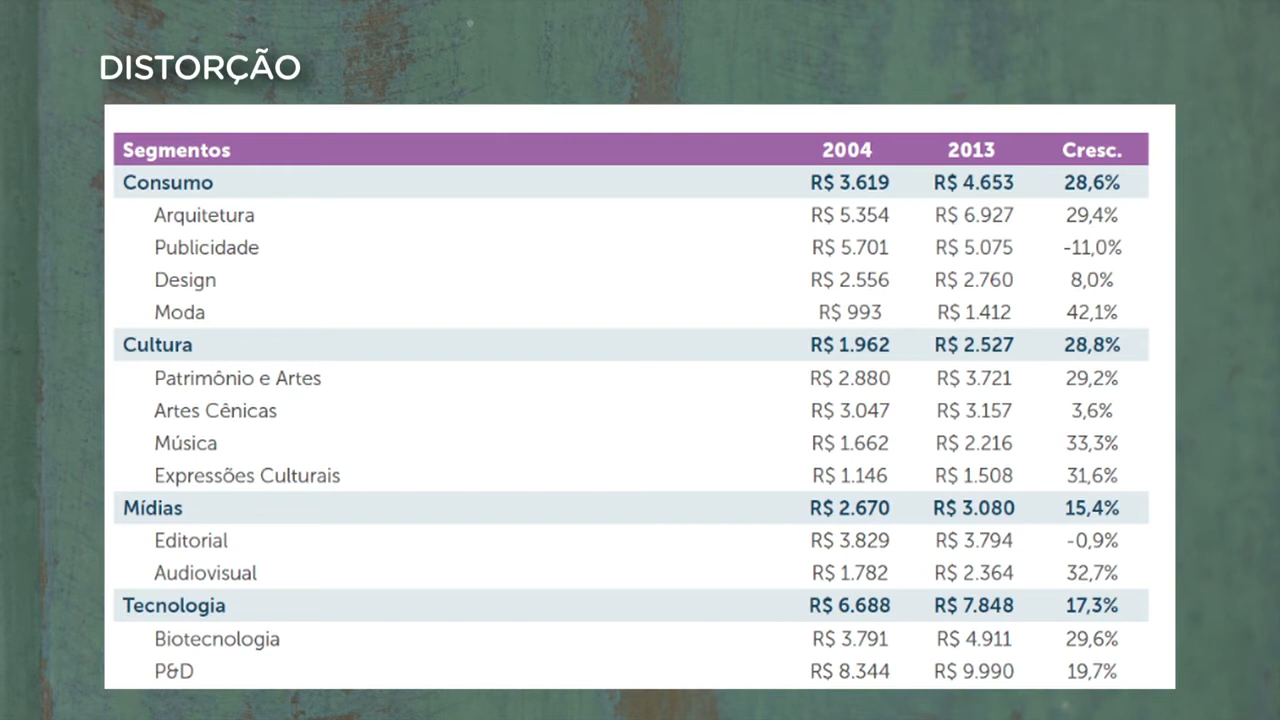 DISTORÇÃO
Segmentos 2004 2013 Cresc.
Consumo R$ 3.619 R$ 4.653 28,6%
Arquitetura R$ 5.354 R$ 6.927 29,4%
Publicidade R$ 5.701 R$ 5.075 -11,0%
Design R$ 2.556 R$ 2.760 8,0%
Moda R$ 993 R$ 1.412 42,1%
Cultura R$ 1.962 R$ 2.527 28,8%
Patrimônio e Artes R$ 2.880 R$ 3.721 29,2%
Artes Cênicas R$ 3.047 R$ 3.157 3,6%
Música R$ 1.662 R$ 2.216 33,3%
Expressões Culturais R$ 1.146 R$ 1.508 31,6%
Mídias R$ 2.670 R$ 3.080 15,4%
Editorial R$ 3.829 R$ 3.794 -0,9%
Audiovisual R$ 1.782 R$ 2.364 32,7%
Tecnologia R$ 6.688 R$ 7.848 17,3%
Biotecnologia R$ 3.791 R$ 4.911 29,6%
P&D R$ 8.344 R$ 9.990 19,7%